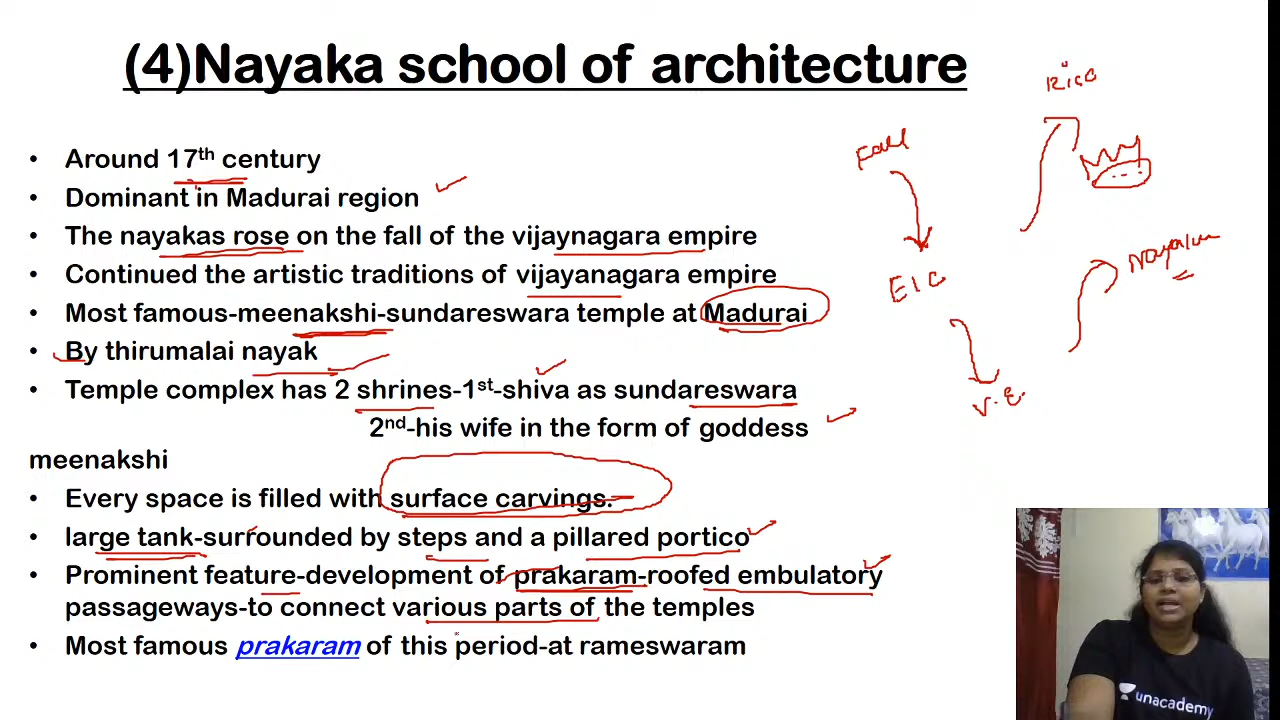 (4)Nayaka school of architecture
• Around 17th century
• Dominant in Madurai region
• The nayakas rose on the fall of the vijaynagara empire
• Continued the artistic traditions of vijayanagara empire
• Most famous-meenakshi-sundareswara temple at Madurai
• By thirumalai nayak
• Temple complex has 2 shrines-1st-shiva as sundareswara
2nd-his wife in the form of goddess
meenakshi
• Every space is filled with surface carvings.
• large tank-surrounded by steps and a pillared portico
• Prominent feature-development of prakaram-roofed embulatory
passageways-to connect various parts of the temples
• Most famous prakaram of this period-at rameswaram
Rise
Fall
EIC
V.E.
unacademy